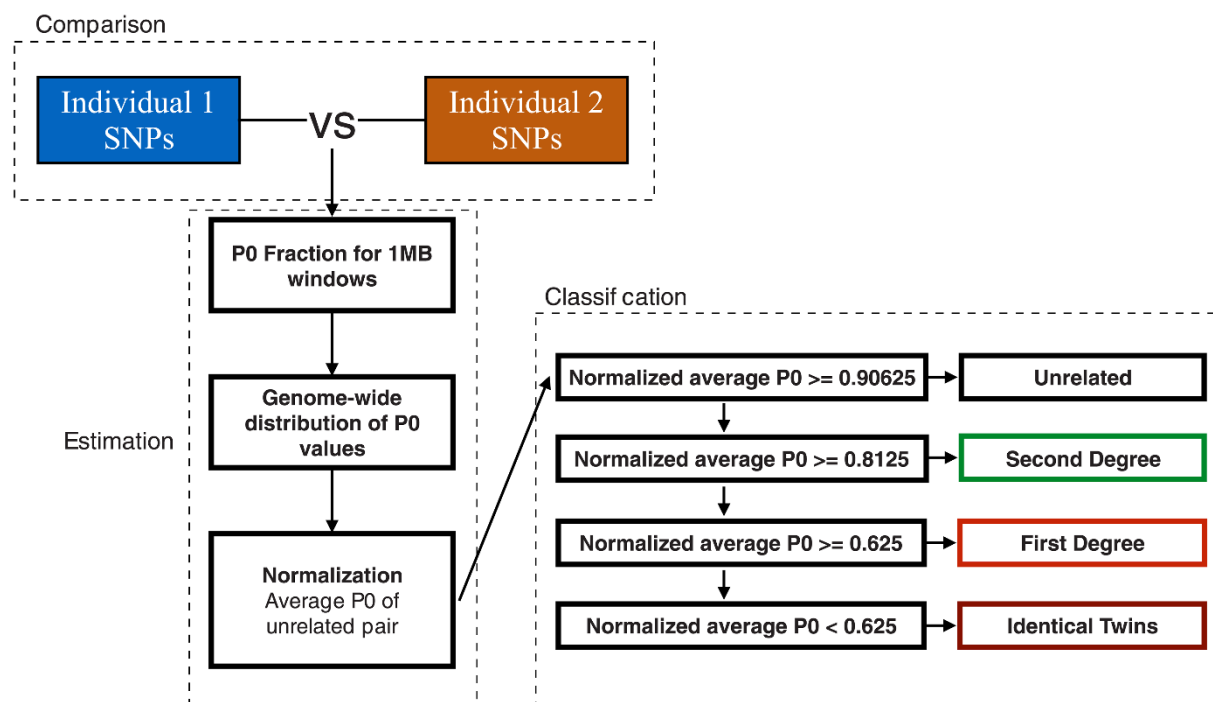 Comparison
Individual 1
SNPs
vs
Individual 2
SNPs
P0 Fraction for 1MB
windows
Genome-wide
distribution of P0
values
Estimation
Normalization
Average P0 of
unrelated pair
Classif cation
Normalized average P0 >= 0.90625
Unrelated
Normalized average P0 >= 0.8125
Second Degree
Normalized average P0 >= 0.625
First Degree
Normalized average P0 < 0.625
Identical Twins